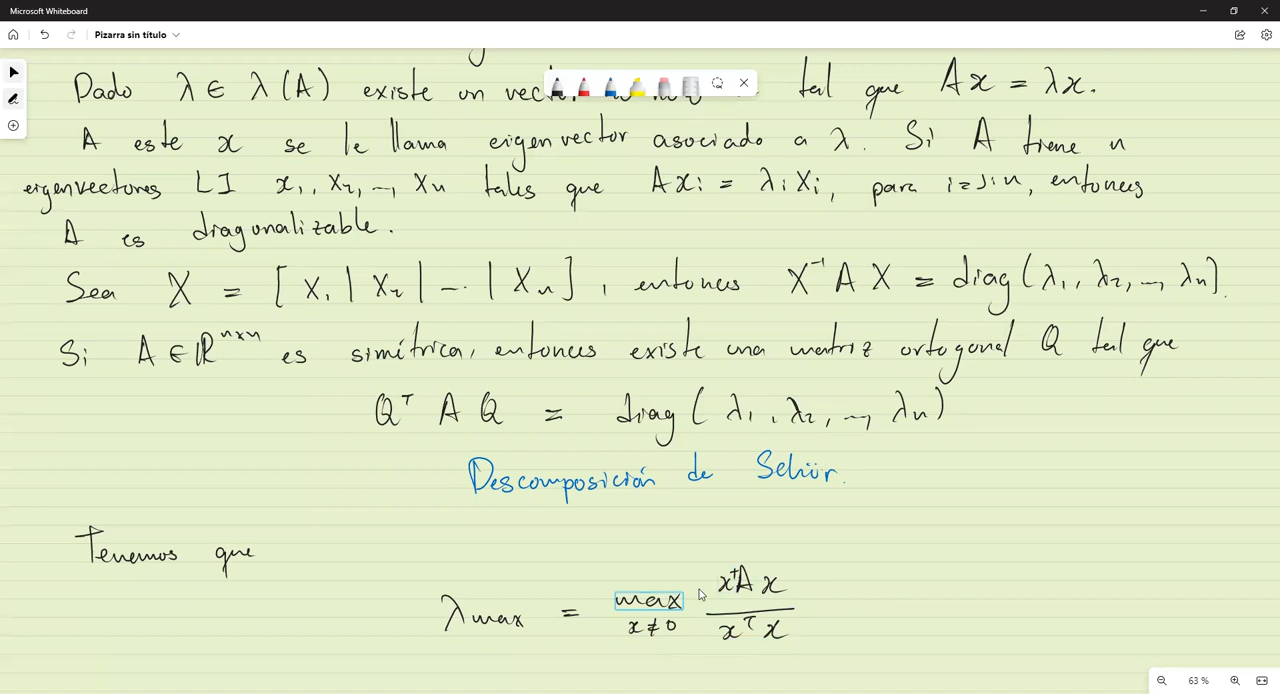 Microsoft Whiteboard
Pizarra sin título
Dado λ ∈ λ(A) existe un tal que Ax = λx.
A este x se le llama eigenvector asociado a λ. Si A tiene n
eigenvectores LI x₁, x₂, ..., xₙ tales que Axᵢ = λᵢxᵢ, para i=1:n, entonces
A es diagonalizable.
Sea X = [x₁ | x₂ | ... | xₙ], entonces X⁻¹ A X = diag(λ₁, λ₂, ..., λₙ).
Si A ∈ ℝⁿˣⁿ es simétrica, entonces existe una matriz ortogonal Q tal que
Qᵀ A Q = diag(λ₁, λ₂, ..., λₙ)
Descomposición de Schür.
Tenemos que
λmax = max x≠0 xᵀAx / xᵀx
63 %